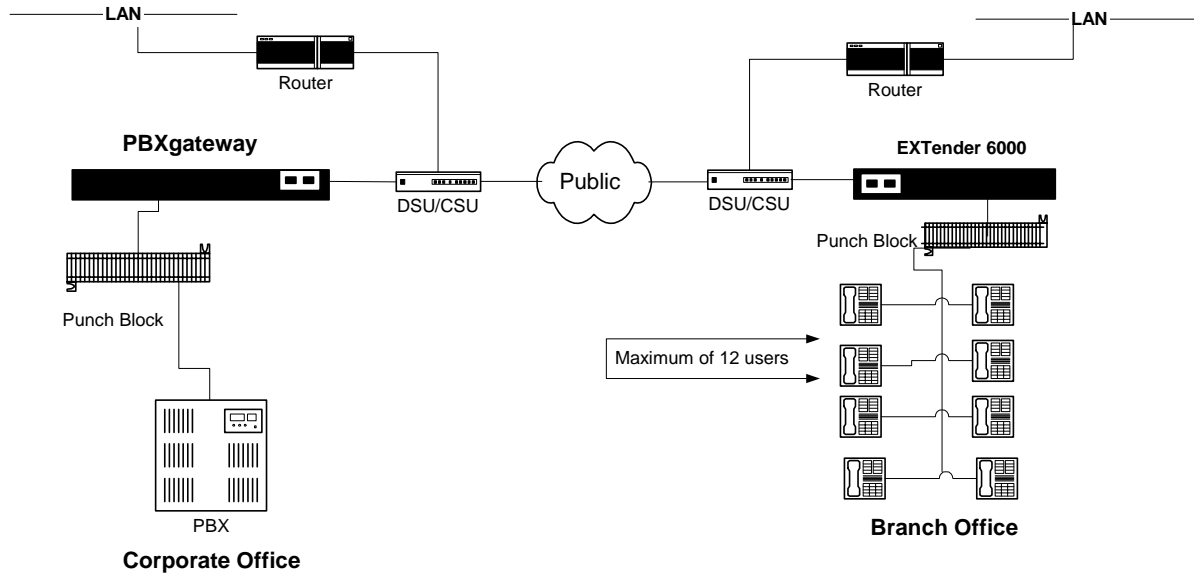 LAN
LAN
Router
Router
PBXgateway
EXTender 6000
Public
DSU/CSU
DSU/CSU
Punch Block
Punch Block
Maximum of 12 users
PBX
Branch Office
Corporate Office